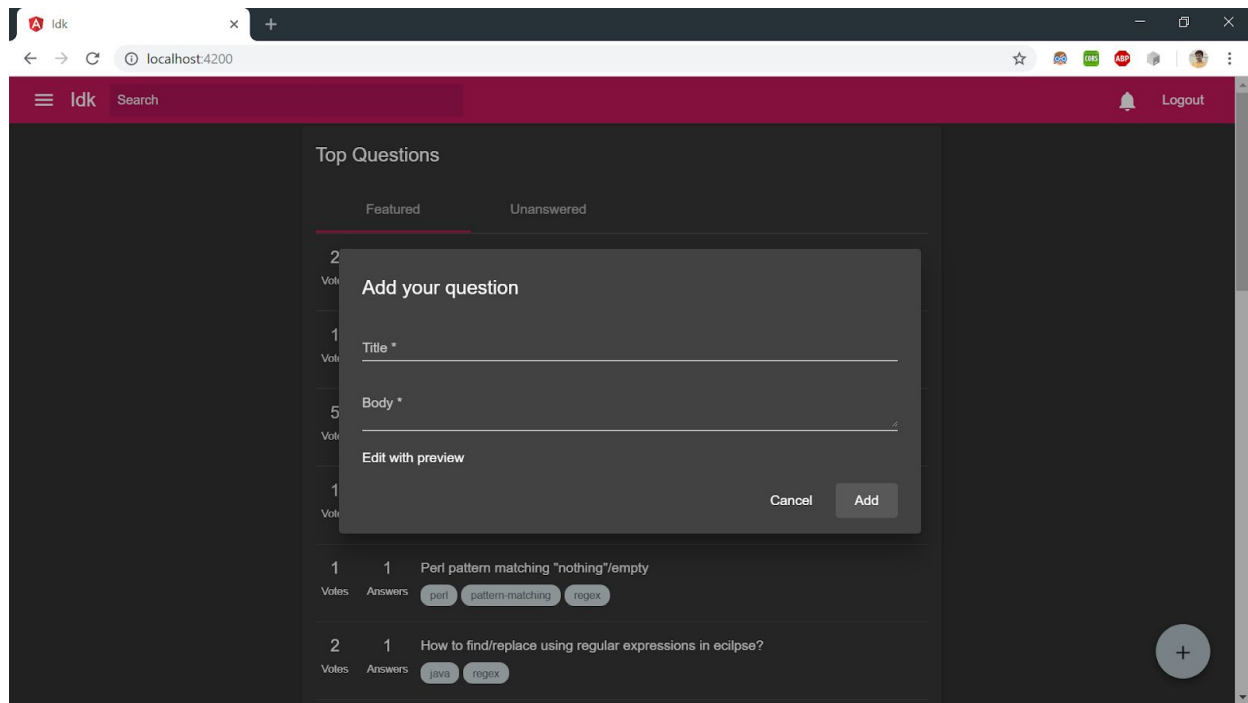 Idk
localhost:4200
CORS
ABP
Idk Search Logout
Top Questions
Featured Unanswered
2
Add your question
1
Title *
5
Body *
Edit with preview
1
Cancel Add
1 1 Perl pattern matching "nothing"/empty
Votes Answers perl pattern-matching regex
2 1 How to find/replace using regular expressions in ecilpse?
Votes Answers java regex